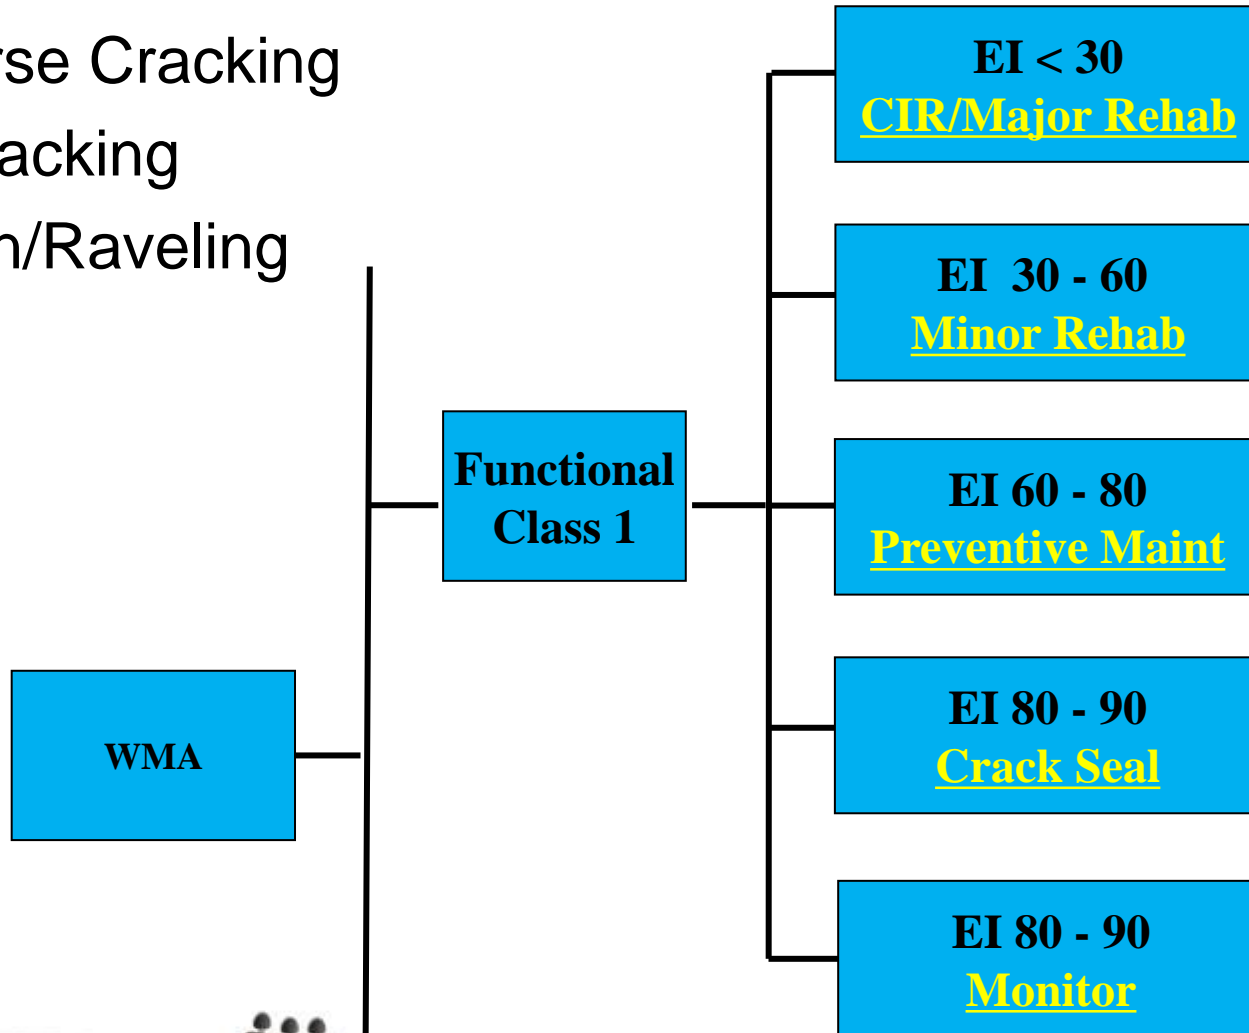 rse Cracking
acking
n/Raveling
EI < 30
CIR/Major Rehab
EI 30 - 60
Minor Rehab
Functional
Class 1
EI 60 - 80
Preventive Maint
WMA
EI 80 - 90
Crack Seal
EI 80 - 90
Monitor